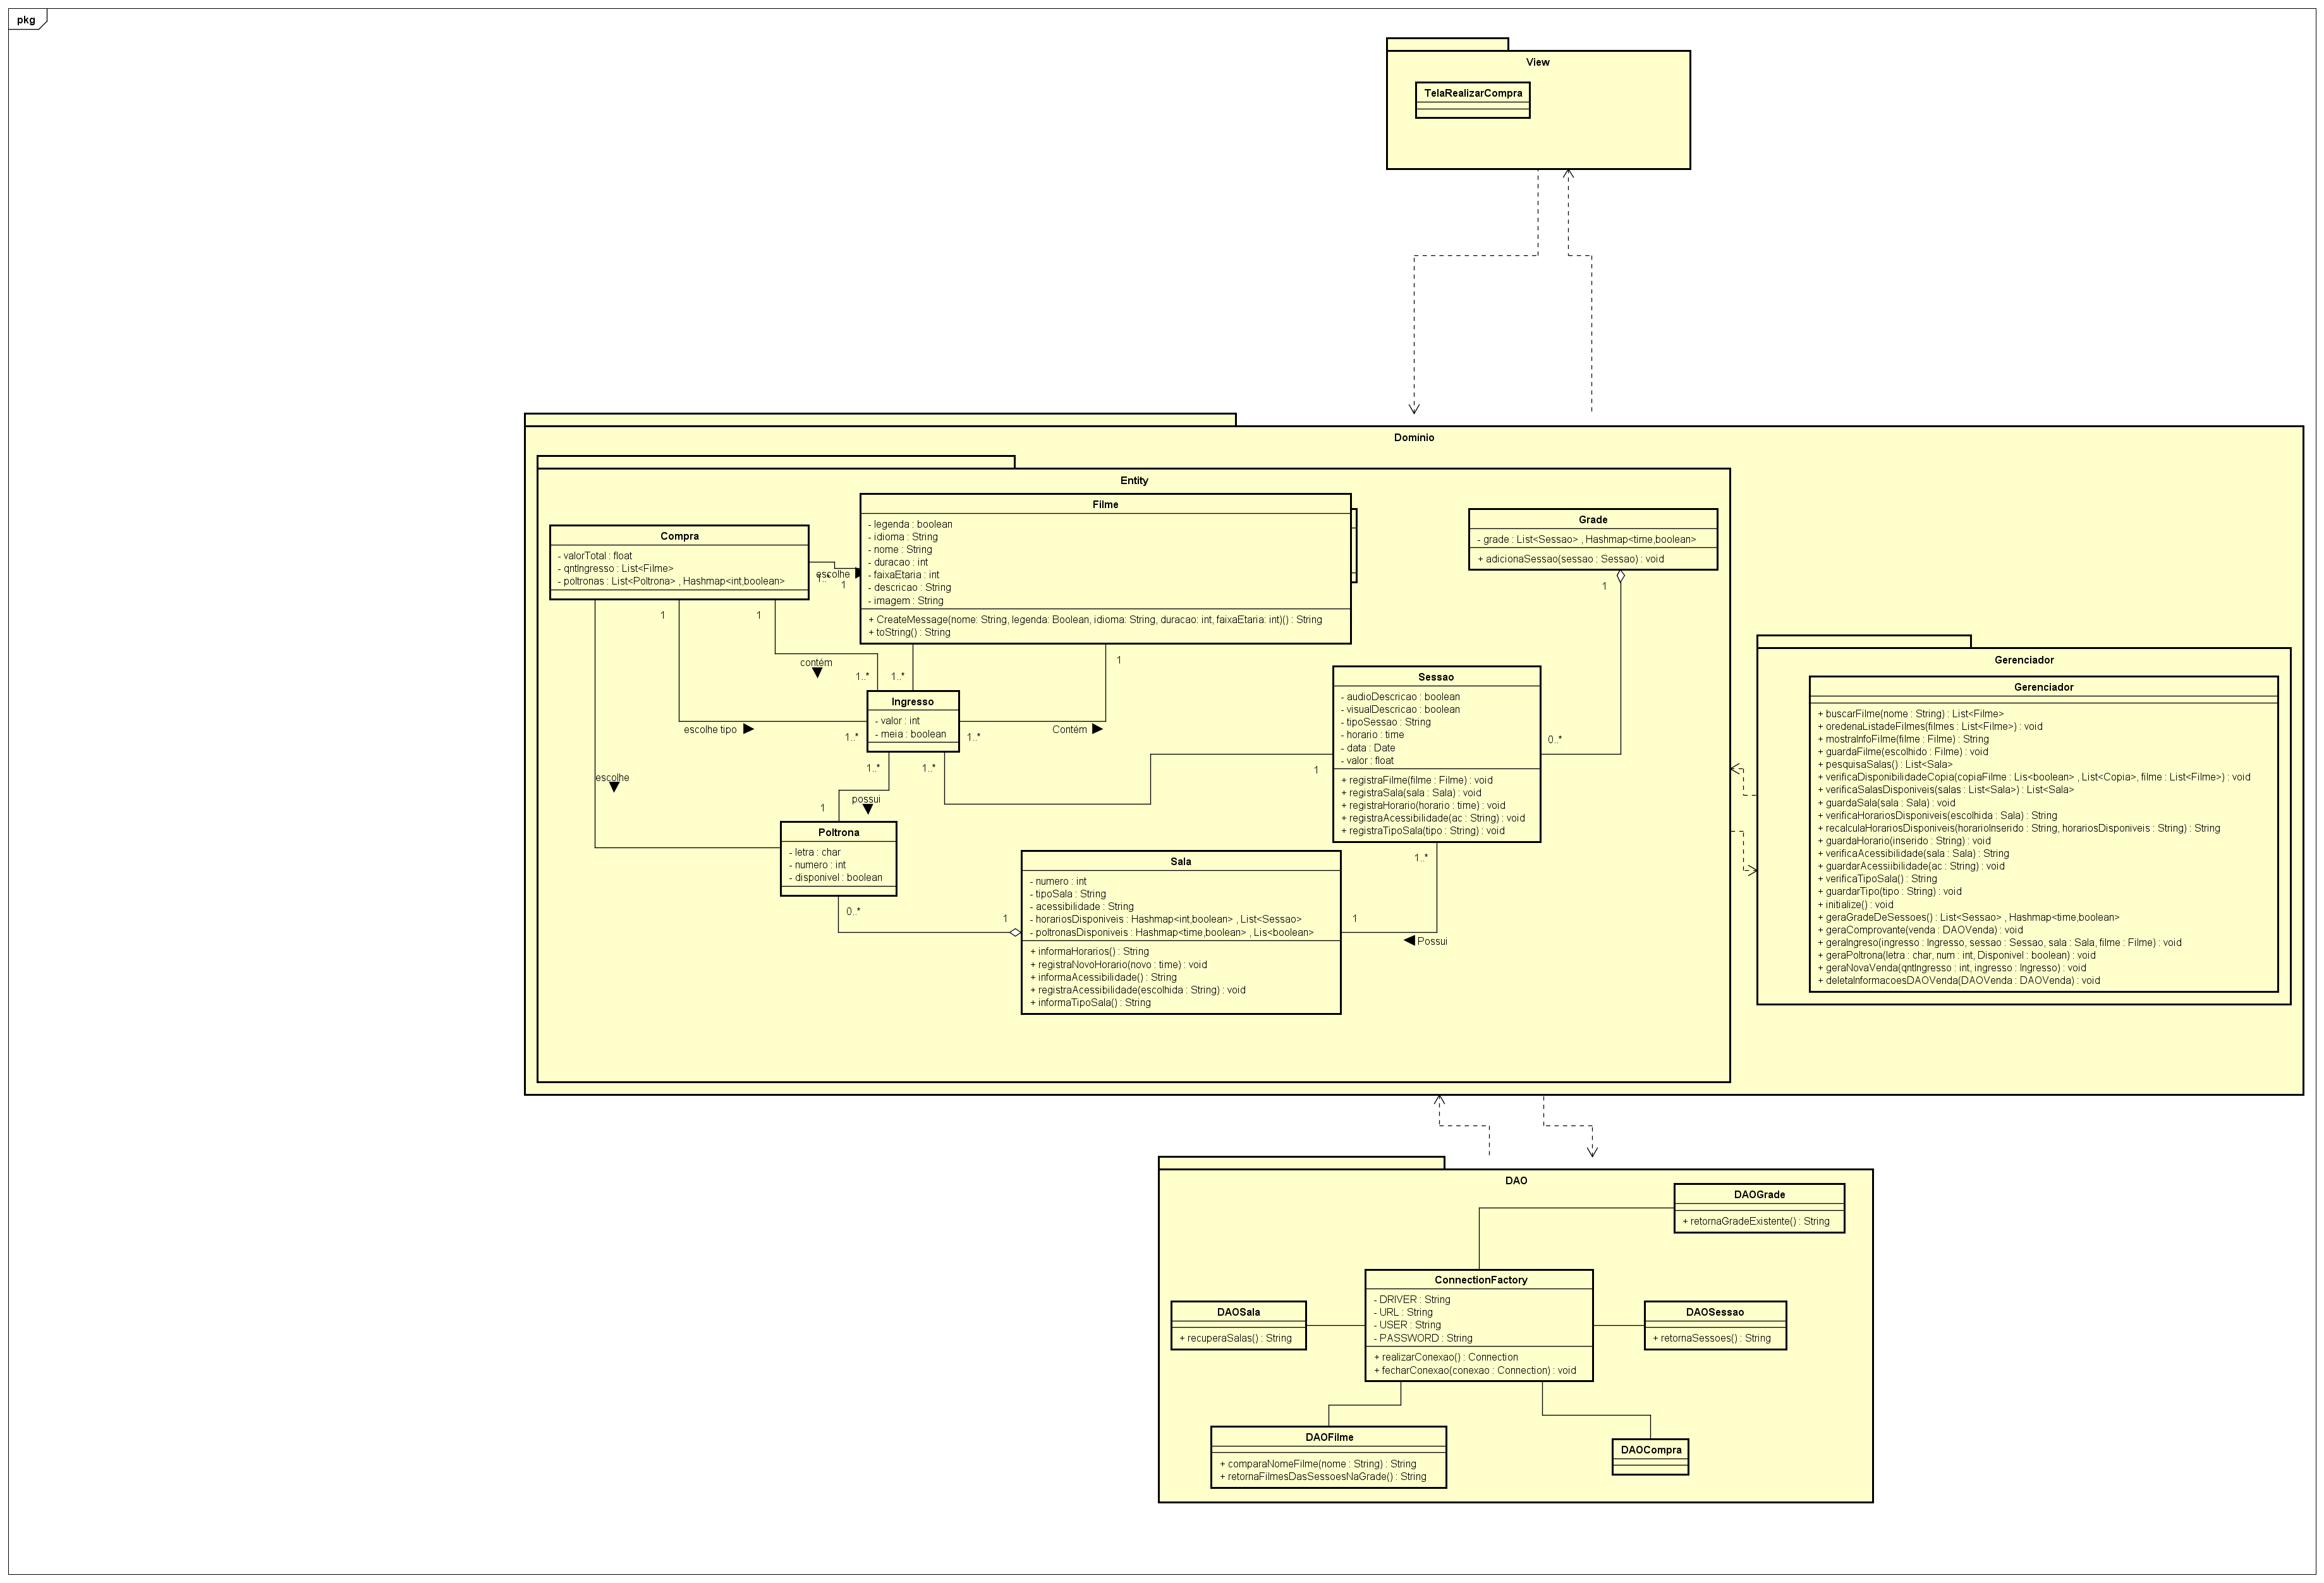 pkg
View
TelaRealizarCompra
Dominio
Entity
Filme
- legenda : boolean
- idioma : String
- nome : String
- duracao : int
- faixaEtaria : int
- descricao : String
- imagem : String
+ CreateMessage(nome: String, legenda: Boolean, idioma: String, duracao: int, faixaEtaria: int)() : String
+ toString() : String
Grade
- grade : List<Sessao> , Hashmap<time,boolean>
+ adicionaSessao(sessao : Sessao) : void
Compra
- valorTotal : float
- qntIngresso : List<Filme>
- poltronas : List<Poltrona> , Hashmap<int,boolean>
escolhe
1
1
1
1
1
contém
1..*
1..*
Ingresso
- valor : int
- meia : boolean
escolhe tipo
1..*
1..*
Contém
Sessao
- audioDescricao : boolean
- visualDescricao : boolean
- tipoSessao : String
- horario : time
- data : Date
- valor : float
+ registraFilme(filme : Filme) : void
+ registraSala(sala : Sala) : void
+ registraHorario(horario : time) : void
+ registraAcessibilidade(ac : String) : void
+ registraTipoSala(tipo : String) : void
0..*
1..*
1..*
1
escolhe
1
possui
Poltrona
- letra : char
- numero : int
- disponivel : boolean
0..*
1
Sala
- numero : int
- tipoSala : String
- acessibilidade : String
- horariosDisponiveis : Hashmap<int,boolean> , List<Sessao>
- poltronasDisponiveis : Hashmap<time,boolean> , Lis<boolean>
+ informaHorarios() : String
+ registraNovoHorario(novo : time) : void
+ informaAcessibilidade() : String
+ registraAcessibilidade(escolhida : String) : void
+ informaTipoSala() : String
1..*
1
Possui
Gerenciador
Gerenciador
+ buscarFilme(nome : String) : List<Filme>
+ oredenaListadeFilmes(filmes : List<Filme>) : void
+ mostraInfoFilme(filme : Filme) : String
+ guardaFilme(escolhido : Filme) : void
+ pesquisaSalas() : List<Sala>
+ verificaDisponibilidadeCopia(copiaFilme : Lis<boolean> , List<Copia>, filme : List<Filme>) : void
+ verificaSalasDisponiveis(salas : List<Sala>) : List<Sala>
+ guardaSala(sala : Sala) : void
+ verificaHorariosDisponiveis(escolhida : Sala) : String
+ recalculaHorariosDisponiveis(horarioInserido : String, horariosDisponiveis : String) : String
+ guardaHorario(inserido : String) : void
+ verificaAcessibilidade(sala : Sala) : String
+ guardarAcessiibilidade(ac : String) : void
+ verificaTipoSala() : String
+ guardarTipo(tipo : String) : void
+ initialize() : void
+ geraGradeDeSessoes() : List<Sessao> , Hashmap<time,boolean>
+ geraComprovante(venda : DAOVenda) : void
+ geraIngreso(ingresso : Ingresso, sessao : Sessao, sala : Sala, filme : Filme) : void
+ geraPoltrona(letra : char, num : int, Disponivel : boolean) : void
+ geraNovaVenda(qntIngresso : int, ingresso : Ingresso) : void
+ deletaInformacoesDAOVenda(DAOVenda : DAOVenda) : void
DAO
DAOGrade
+ retornaGradeExistente() : String
ConnectionFactory
- DRIVER : String
- URL : String
- USER : String
- PASSWORD : String
+ realizarConexao() : Connection
+ fecharConexao(conexao : Connection) : void
DAOSala
+ recuperaSalas() : String
DAOSessao
+ retornaSessoes() : String
DAOFilme
+ comparaNomeFilme(nome : String) : String
+ retornaFilmesDasSessoesNaGrade() : String
DAOCompra